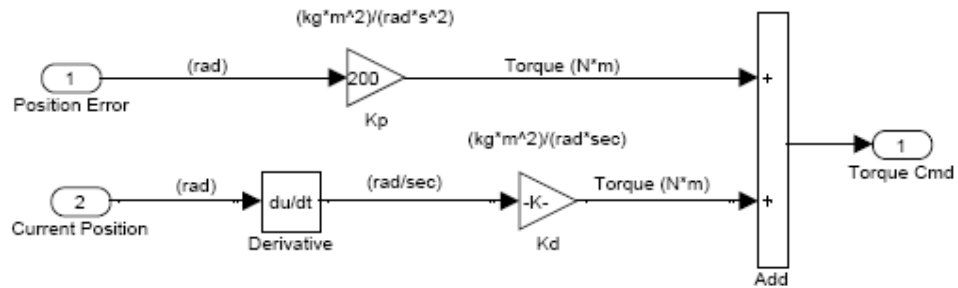 (kg*m^2)/(rad*s^2)
1
(rad)
200
Torque (N*m)
+
Position Error
Kp
(kg*m^2)/(rad*sec)
1
Torque Cmd
2
(rad)
du/dt
(rad/sec)
-K-
Torque (N*m)
+
Current Position
Derivative
Kd
Add